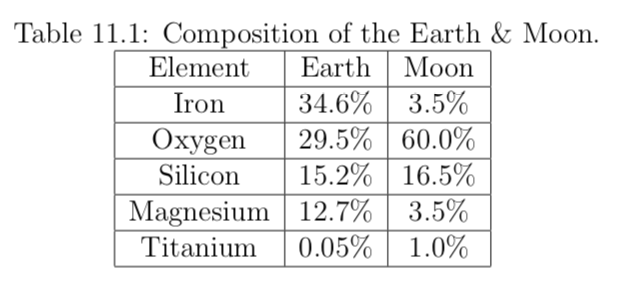 Table 11.1: Composition of the Earth & Moon.
Element Earth Moon
Iron 34.6% 3.5%
Oxygen 29.5% 60.0%
Silicon 15.2% 16.5%
Magnesium 12.7% 3.5%
Titanium 0.05% 1.0%